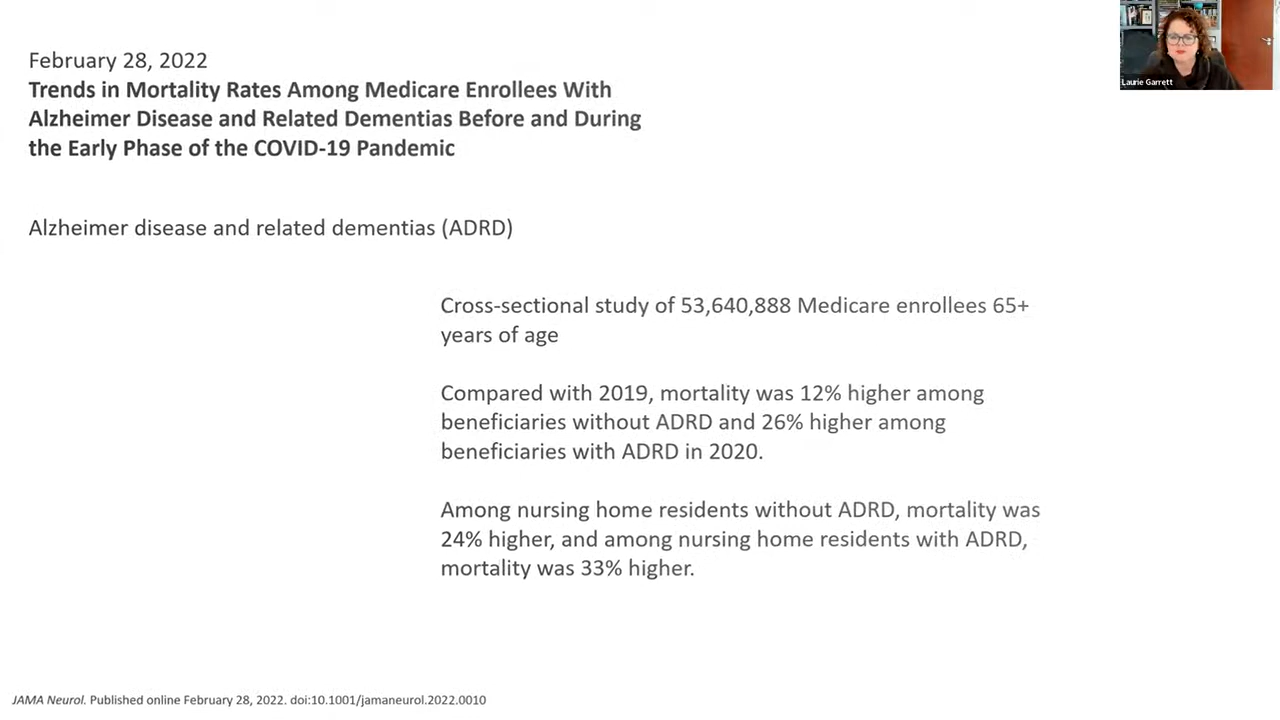 February 28, 2022
Trends in Mortality Rates Among Medicare Enrollees With
Alzheimer Disease and Related Dementias Before and During
the Early Phase of the COVID-19 Pandemic
Laurie Garrett
Alzheimer disease and related dementias (ADRD)
Cross-sectional study of 53,640,888 Medicare enrollees 65+
years of age
Compared with 2019, mortality was 12% higher among
beneficiaries without ADRD and 26% higher among
beneficiaries with ADRD in 2020.
Among nursing home residents without ADRD, mortality was
24% higher, and among nursing home residents with ADRD,
mortality was 33% higher.
JAMA Neurol. Published online February 28, 2022. doi:10.1001/jamaneurol.2022.0010